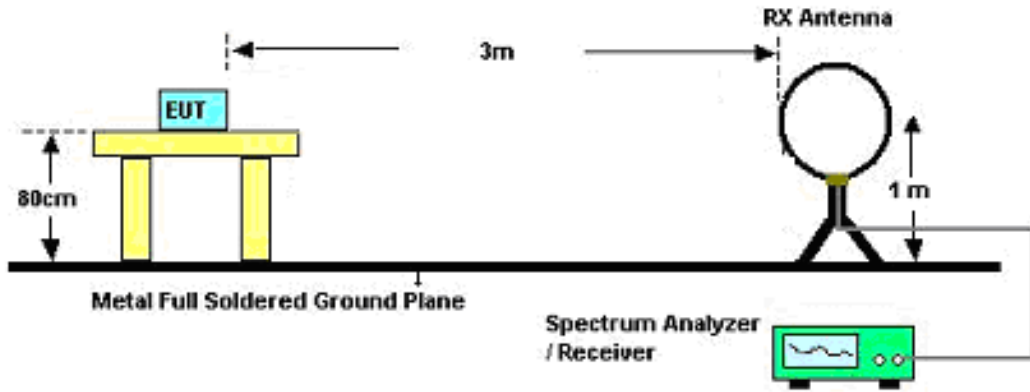 RX Antenna
3m
EUT
80cm
1 m
Metal Full Soldered Ground Plane
Spectrum Analyzer
/ Receiver